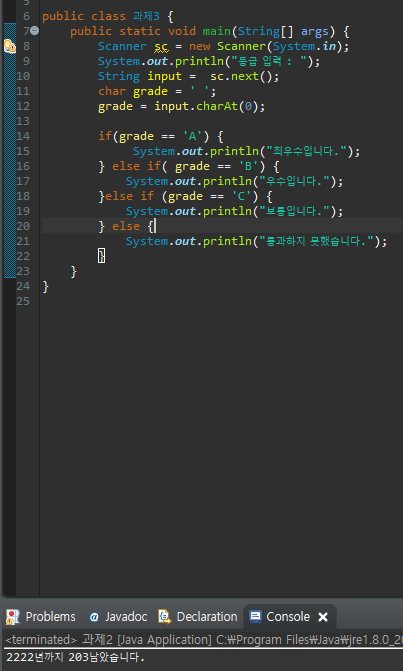 5
6 public class 과제3 {
7 public static void main(String[] args) {
8 Scanner sc = new Scanner(System.in);
9 System.out.println("등급 입력 : ");
10 String input =  sc.next();
11 char grade = ' ';
12 grade = input.charAt(0);
13
14 if(grade == 'A') {
15 System.out.println("최우수입니다.");
16 } else if( grade == 'B') {
17 System.out.println("우수입니다.");
18 }else if (grade == 'C') {
19 System.out.println("보통입니다.");
20 } else {
21 System.out.println("통과하지 못했습니다.");
22 }
23 }
24 }
25
Problems @ Javadoc Declaration Console
<terminated> 과제2 [Java Application] C:₩Program Files₩Java₩jre1.8.0_20
2222년까지 203남았습니다.